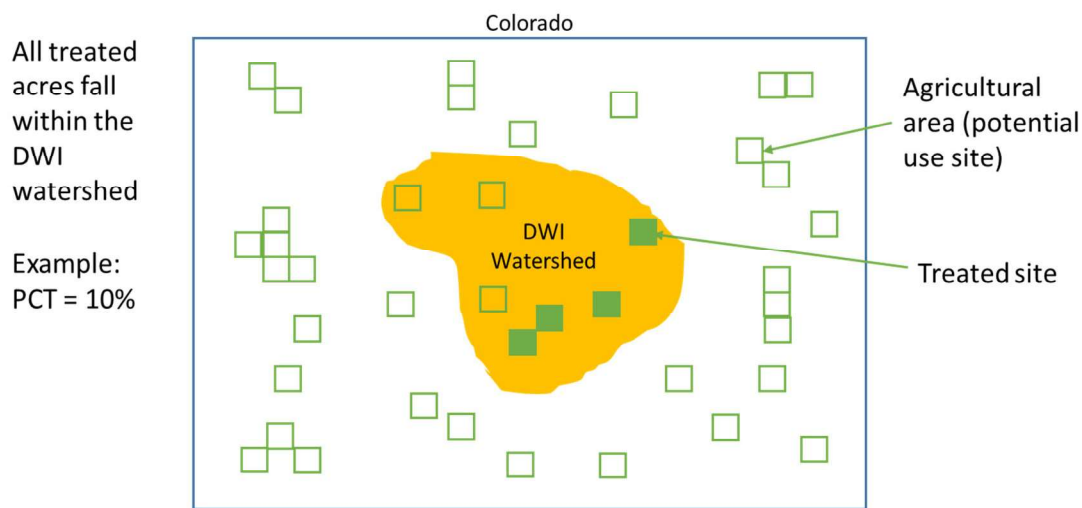 Colorado
All treated
acres fall
within the
DWI
watershed
Example:
PCT = 10%
DWI
Watershed
Agricultural
area (potential
use site)
Treated site